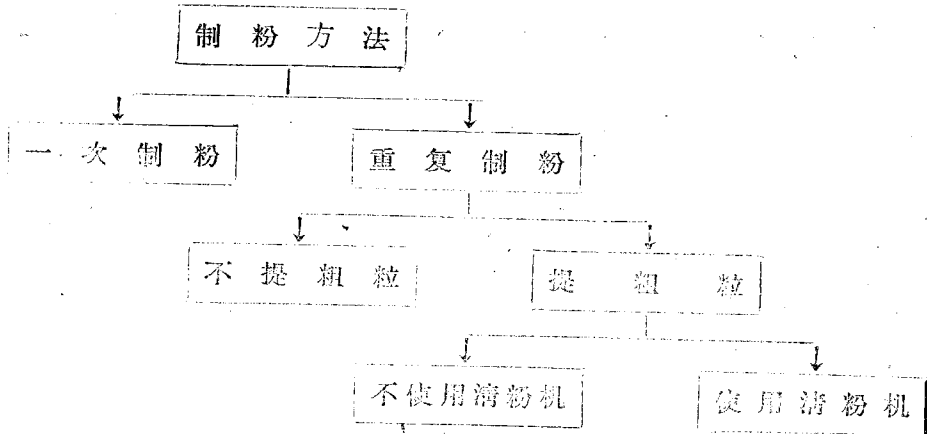 制粉方法
一次制粉
重复制粉
不提粗粒
提粗粒
不使用清粉机
使用清粉机